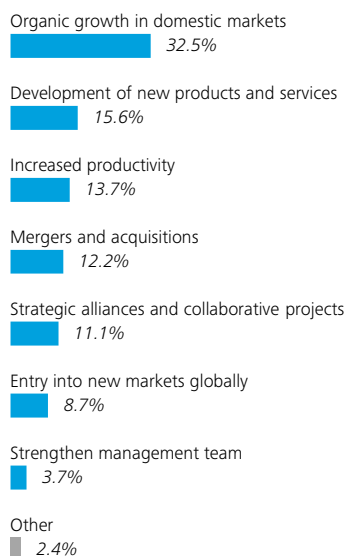 Organic growth in domestic markets
32.5%
Development of new products and services
15.6%
Increased productivity
13.7%
Mergers and acquisitions
12.2%
Strategic alliances and collaborative projects
11.1%
Entry into new markets globally
8.7%
Strengthen management team
3.7%
Other
2.4%